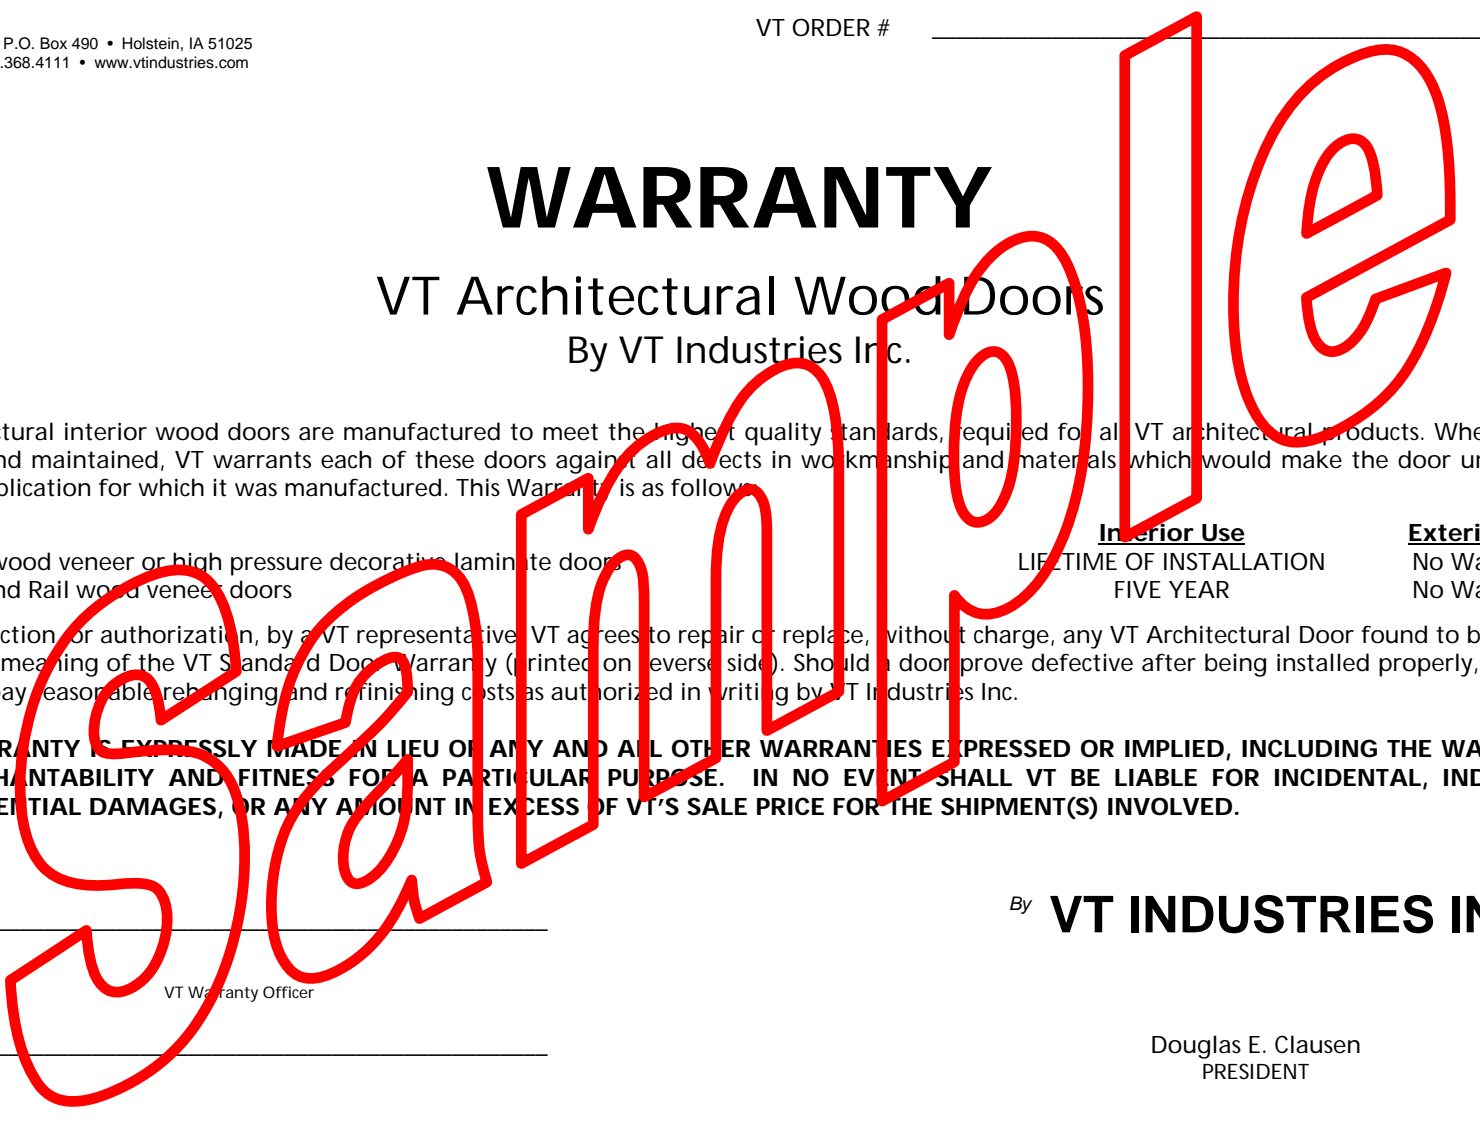 VT ORDER #
P.O. Box 490 • Holstein, IA 51025
.368.4111 • www.vtindustries.com
WARRANTY
VT Architectural Wood Doors
By VT Industries Inc.
ctural interior wood doors are manufactured to meet the highest quality standards, required for all VT architectural products. Whe
nd maintained, VT warrants each of these doors against all defects in workmanship and materials which would make the door un
plication for which it was manufactured. This Warranty is as follows:
Interior Use Exteri
wood veneer or high pressure decorative laminate doors LIFETIME OF INSTALLATION No Wa
nd Rail wood veneer doors FIVE YEAR No Wa
ction, or authorization, by a VT representative, VT agrees to repair or replace, without charge, any VT Architectural Door found to b
meaning of the VT Standard Door Warranty (printed on reverse side). Should a door prove defective after being installed properly,
pay reasonable rehanging and refinishing costs as authorized in writing by VT Industries Inc.
RRANTY IS EXPRESSLY MADE IN LIEU OF ANY AND ALL OTHER WARRANTIES EXPRESSED OR IMPLIED, INCLUDING THE WA
HANTABILITY AND FITNESS FOR A PARTICULAR PURPOSE. IN NO EVENT SHALL VT BE LIABLE FOR INCIDENTAL, IND
ENTIAL DAMAGES, OR ANY AMOUNT IN EXCESS OF VT'S SALE PRICE FOR THE SHIPMENT(S) INVOLVED.
By VT INDUSTRIES IN
VT Warranty Officer
Douglas E. Clausen
PRESIDENT
Sample